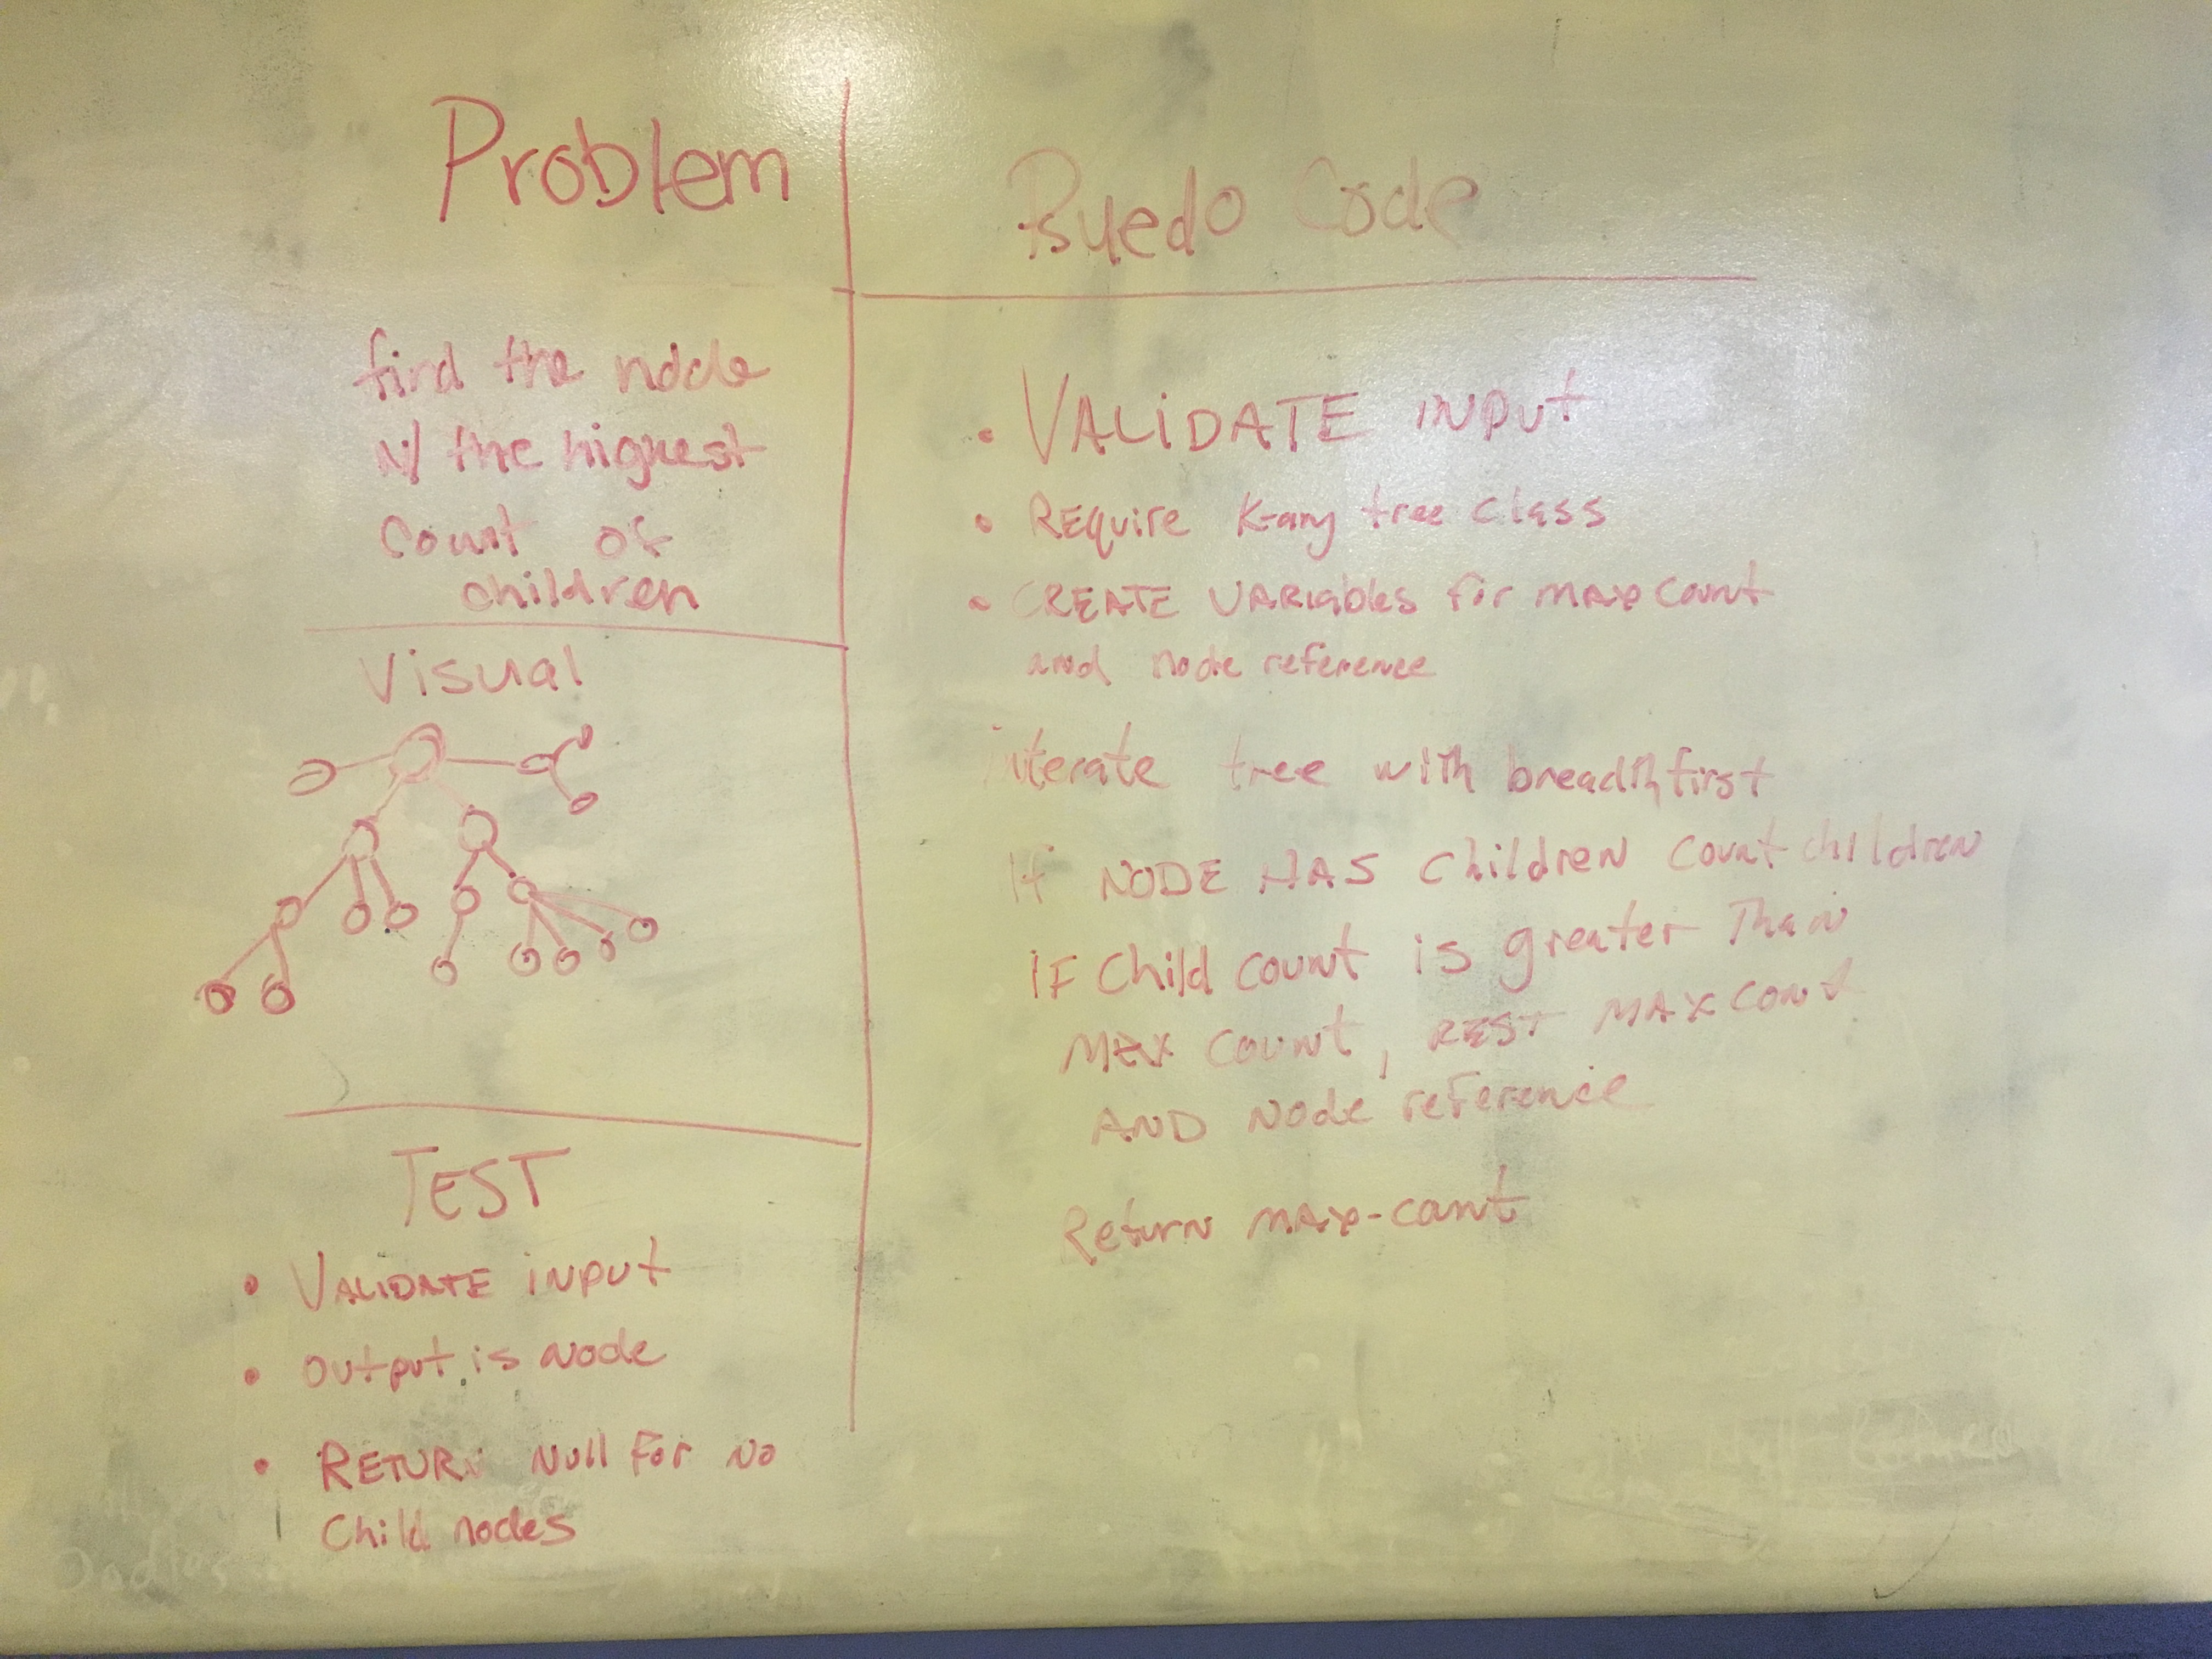 Problem
find the node
w/ the highest
count of
children
Visual
TEST
• VALIDATE iNPUt
• Output is Node
• RETURN Null For No
Child nodes
Psuedo Code
• VALiDATE iNPUt
• REquire K-ary tree class
• CREATE VARiables for MAX count
and node reference
iterate tree with breadth first
If NODE HAS Children Count children
IF Child count is greater Than
MAX Count, REST MAX CONt
AND Node reference
Return MAX-count